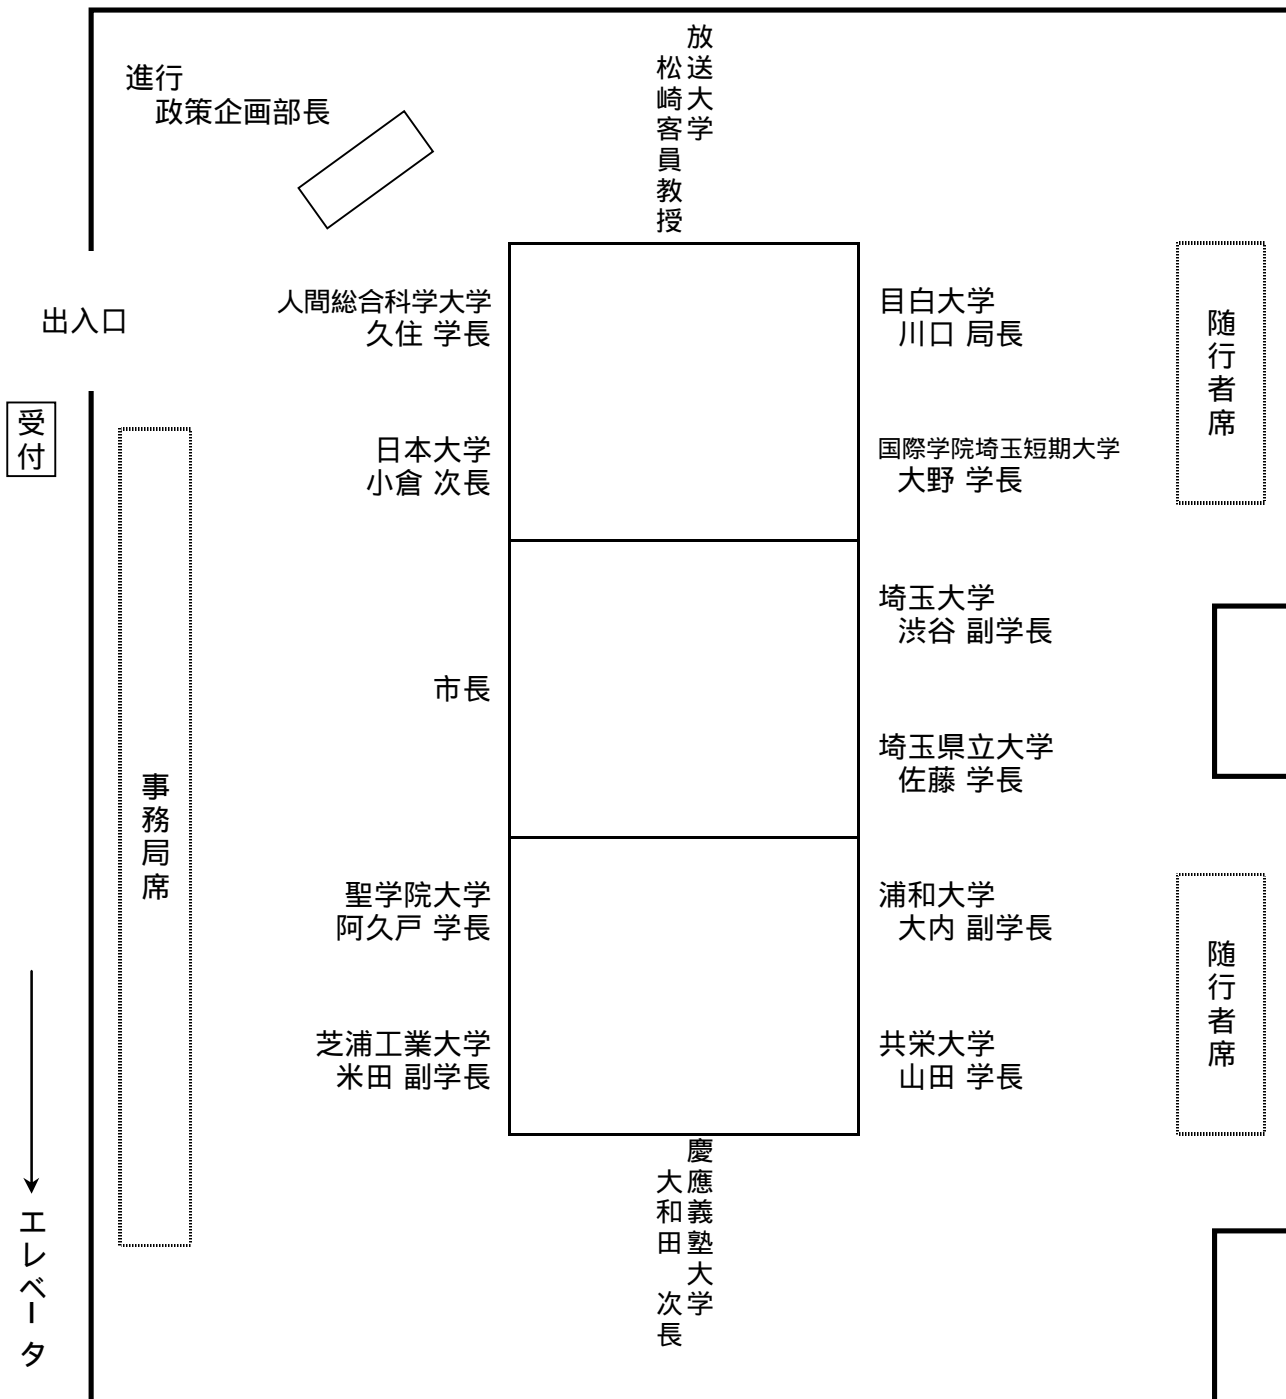 放送大学
松崎客員教授
進行
政策企画部長
出入口
受付
人間総合科学大学
久住 学長
目白大学
川口 局長
随行者席
日本大学
小倉 次長
国際学院埼玉短期大学
大野 学長
市長
埼玉大学
渋谷 副学長
埼玉県立大学
佐藤 学長
事務局席
聖学院大学
阿久戸 学長
浦和大学
大内 副学長
随行者席
芝浦工業大学
米田 副学長
共栄大学
山田 学長
慶應義塾大学
大和田 次長
エレベータ